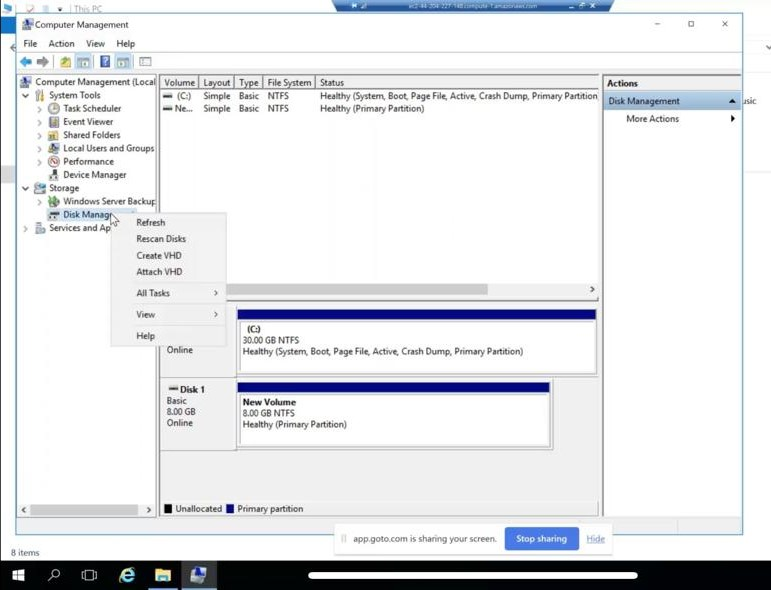 This PC
ec2-44-204-227-148.compute-1.amazonaws.com
Computer Management
File Action View Help
Computer Management (Local
System Tools
Task Scheduler
Event Viewer
Shared Folders
Local Users and Groups
Performance
Device Manager
Storage
Windows Server Backup
Disk Manag
Services and Ap
Refresh
Rescan Disks
Create VHD
Attach VHD
All Tasks
View
Help
Volume Layout Type File System Status
(C:) Simple Basic NTFS Healthy (System, Boot, Page File, Active, Crash Dump, Primary Partition
Ne... Simple Basic NTFS Healthy (Primary Partition)
Online
(C:)
30.00 GB NTFS
Healthy (System, Boot, Page File, Active, Crash Dump, Primary Partition)
Disk 1
Basic
8.00 GB
Online
New Volume
8.00 GB NTFS
Healthy (Primary Partition)
Unallocated Primary partition
Actions
Disk Management
More Actions
usic
app.goto.com is sharing your screen. Stop sharing Hide
8 items